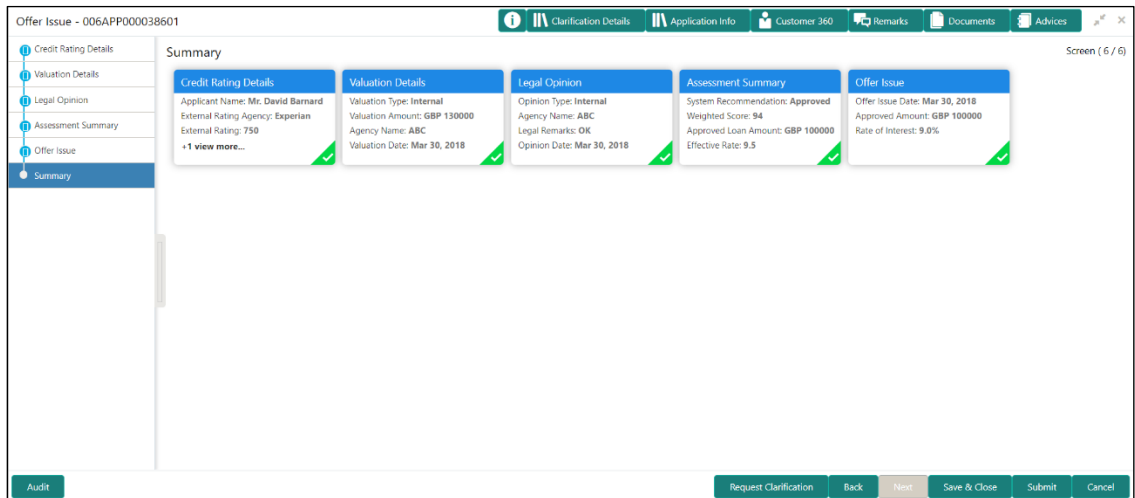 Offer Issue - 006APP000038601
Clarification Details
Application Info
Customer 360
Remarks
Documents
Advices
Credit Rating Details
Valuation Details
Legal Opinion
Assessment Summary
Offer Issue
Summary
Summary
Screen ( 6 / 6)
Credit Rating Details
Applicant Name: Mr. David Barnard
External Rating Agency: Experian
External Rating: 750
+1 view more...
Valuation Details
Valuation Type: Internal
Valuation Amount: GBP 130000
Agency Name: ABC
Valuation Date: Mar 30, 2018
Legal Opinion
Opinion Type: Internal
Agency Name: ABC
Legal Remarks: OK
Opinion Date: Mar 30, 2018
Assessment Summary
System Recommendation: Approved
Weighted Score: 94
Approved Loan Amount: GBP 100000
Effective Rate: 9.5
Offer Issue
Offer Issue Date: Mar 30, 2018
Approved Amount: GBP 100000
Rate of Interest: 9.0%
Audit
Request Clarification
Back
Next
Save & Close
Submit
Cancel